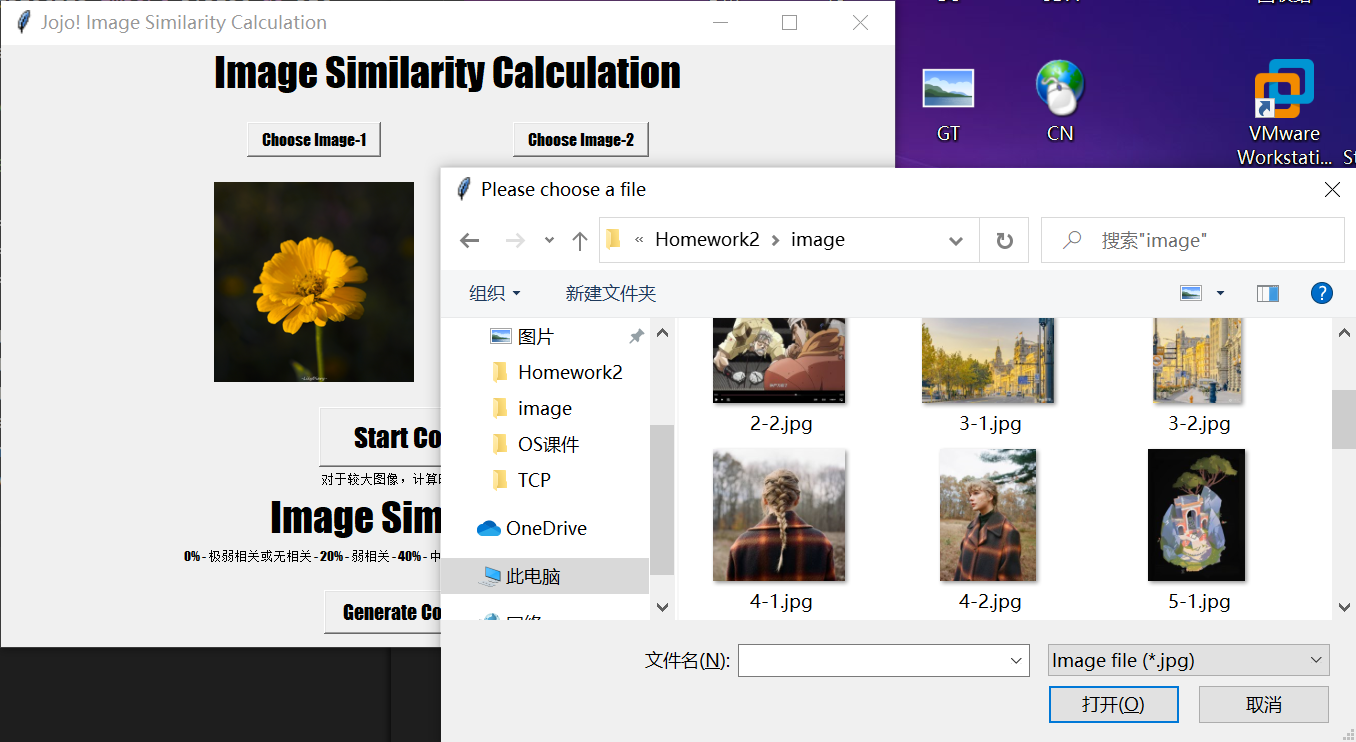 Jojo! Image Similarity Calculation
Image Similarity Calculation
Choose Image-1
Choose Image-2
Start Co
对于较大图像，计算
Image Sim
0% - 极弱相关或无相关 - 20% - 弱相关 - 40% - 中
Generate Co
GT
CN
VMware
Workstati...
Please choose a file
« Homework2 > image
搜索"image"
组织
新建文件夹
图片
Homework2
image
OS课件
TCP
OneDrive
此电脑
网络
2-2.jpg
3-1.jpg
3-2.jpg
4-1.jpg
4-2.jpg
5-1.jpg
文件名(N):
Image file (*.jpg)
打开(O)
取消